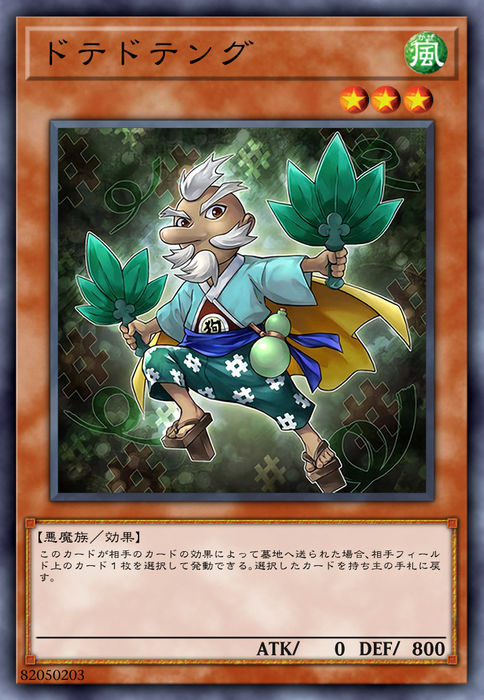 ドテドテング
かぜ
風
狗
【悪魔族／効果】
このカードが相手のカードの効果によって墓地へ送られた場合、相手フィール
ド上のカード１枚を選択して発動できる。選択したカードを持ち主の手札に戻
す。
ATK/ 0 DEF/ 800
82050203